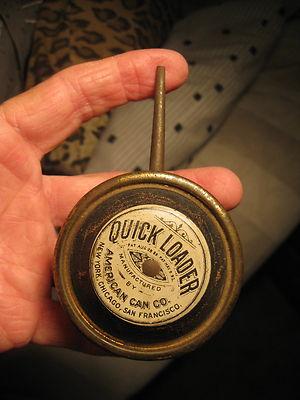 QUICK LOADER
MANUFACTURED
BY
AMERICAN CAN CO.
NEW YORK, CHICAGO, SAN FRANCISCO.